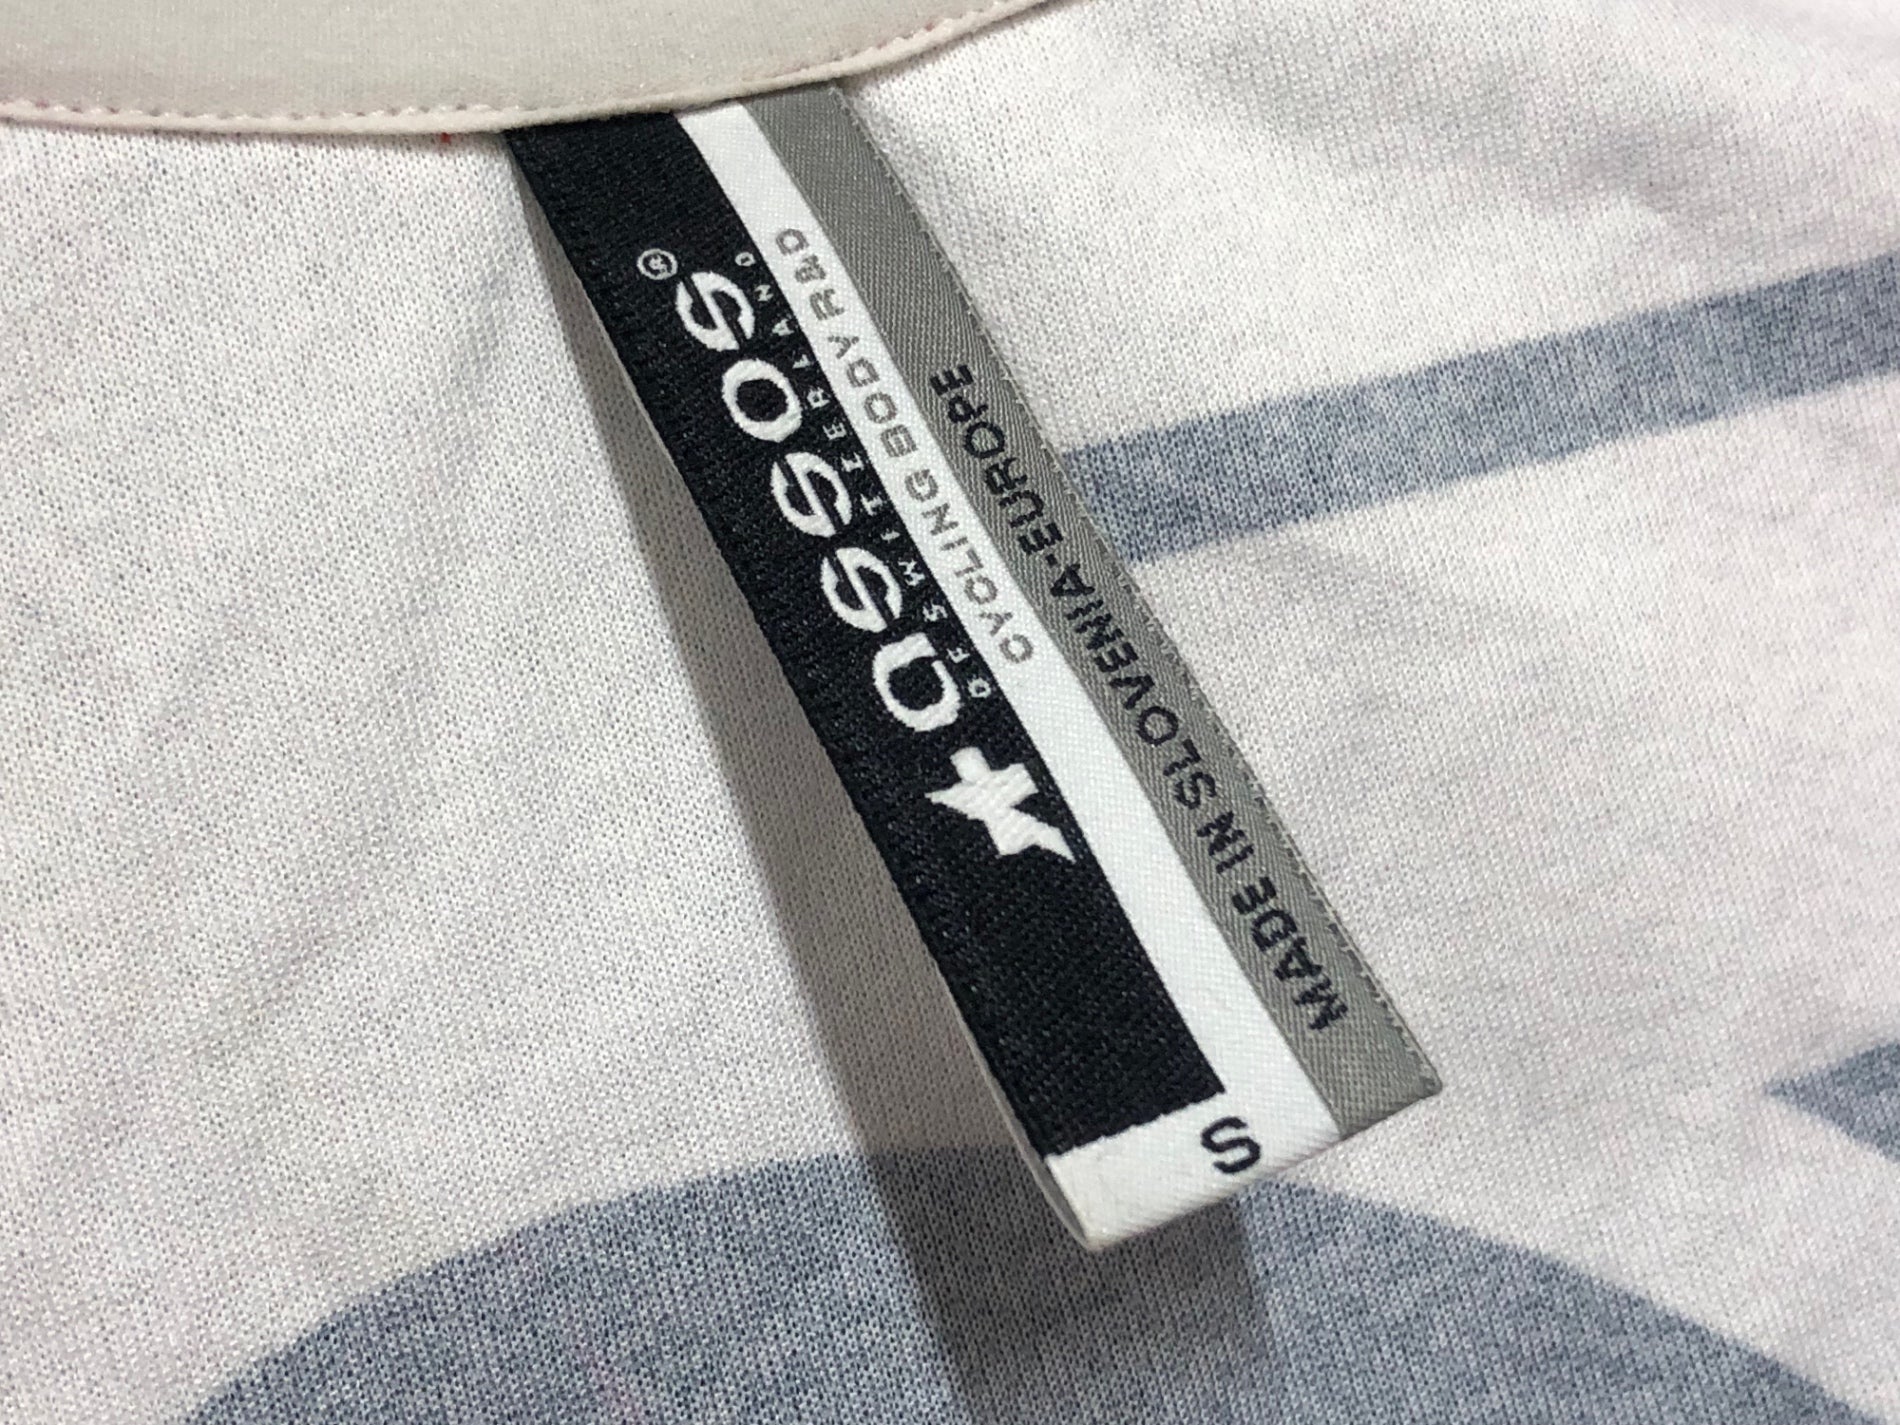 assos®
OF SWITZERLAND
CYCLING BODY R&D
MADE IN SLOVENIA-EUROPE
S